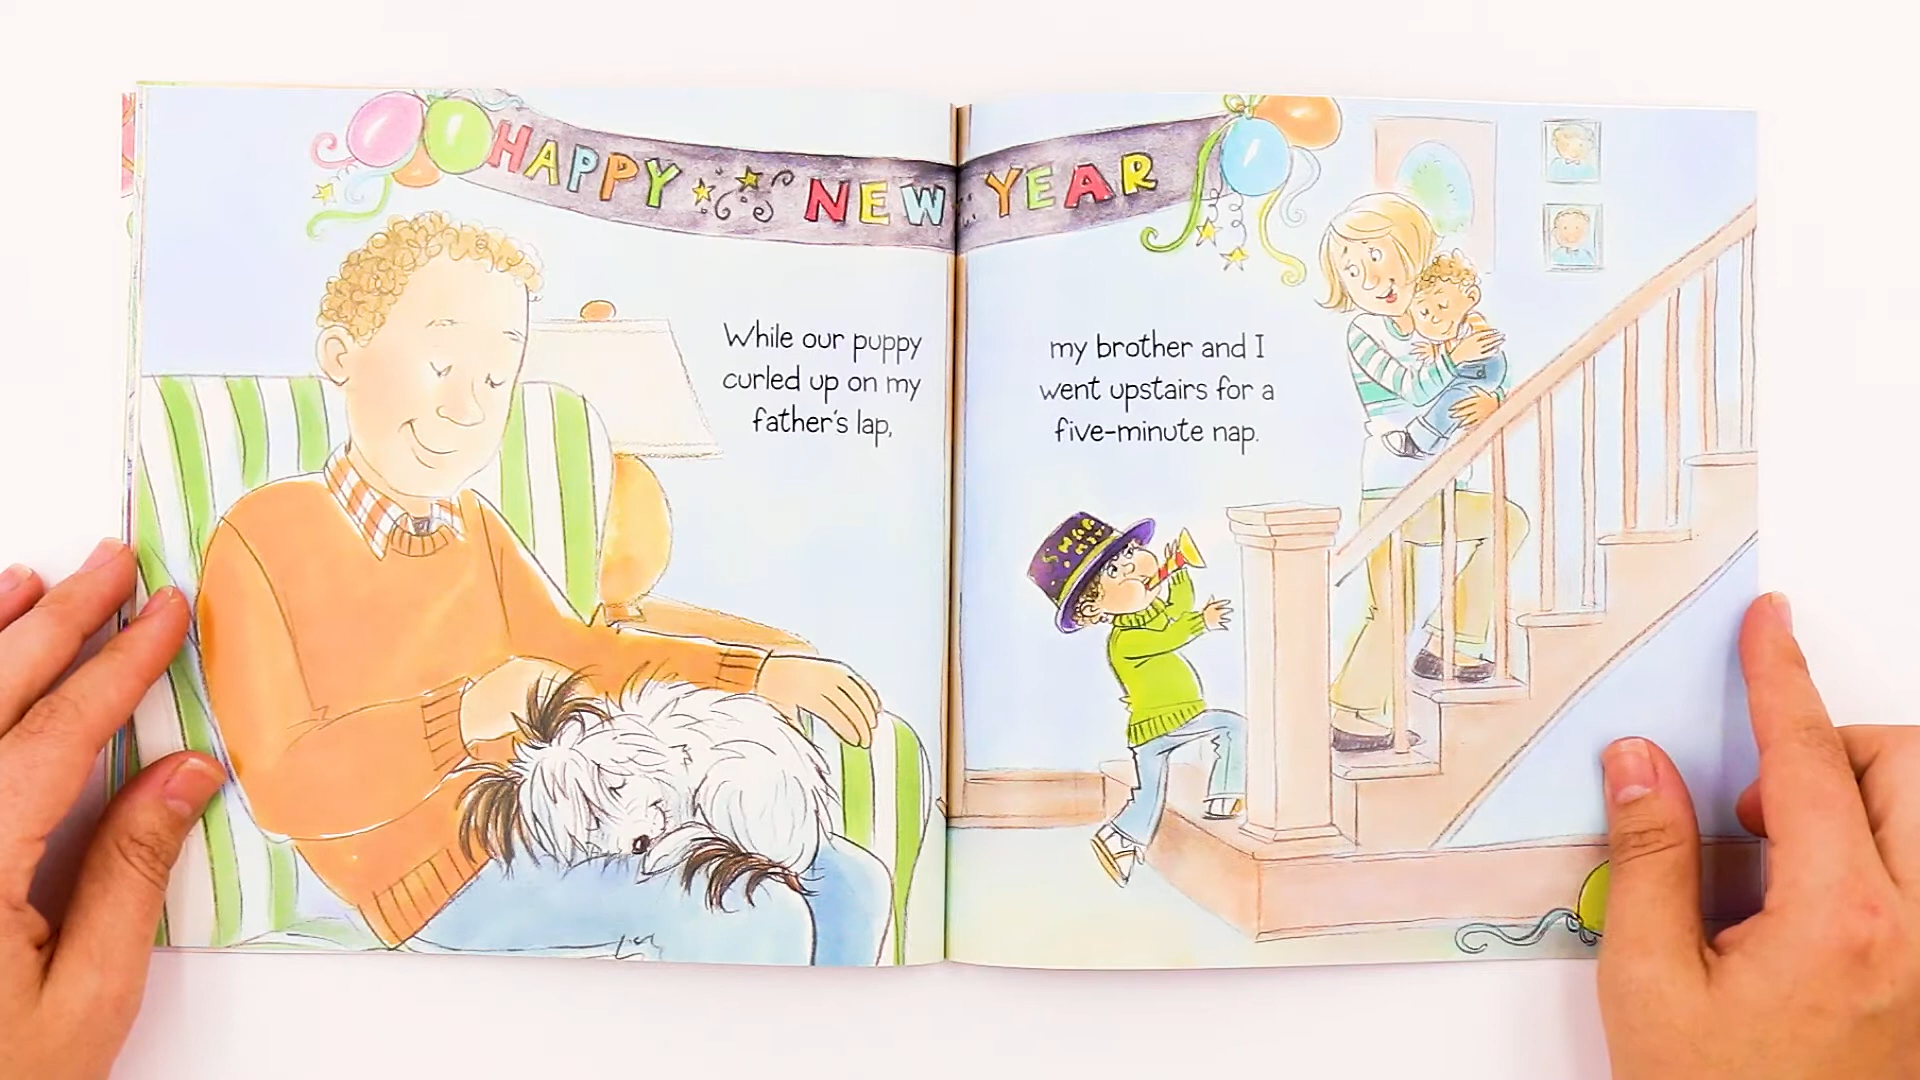 HAPPY NEW YEAR
While our puppy
curled up on my
father's lap,
my brother and I
went upstairs for a
five-minute nap.